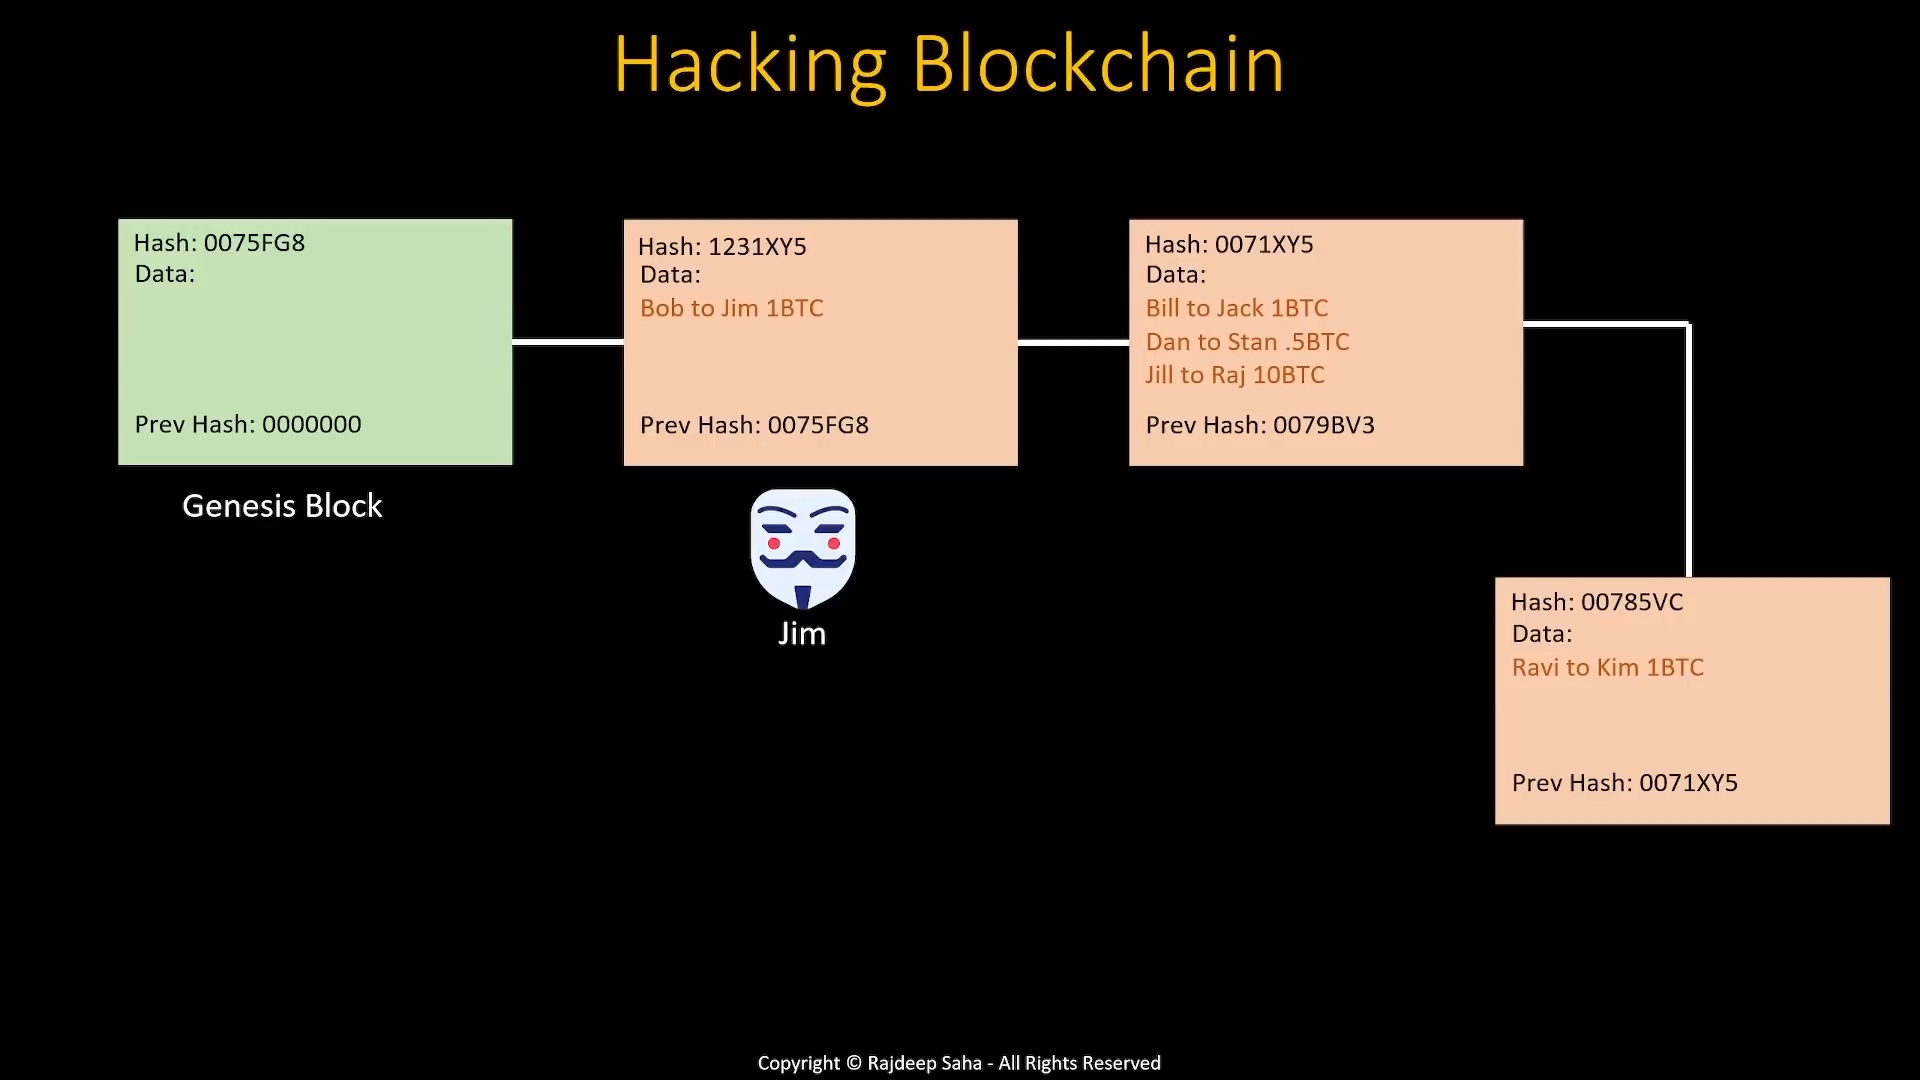 Hacking Blockchain
Hash: 0075FG8
Data:
Prev Hash: 0000000
Genesis Block
Hash: 1231XY5
Data:
Bob to Jim 1BTC
Prev Hash: 0075FG8
Jim
Hash: 0071XY5
Data:
Bill to Jack 1BTC
Dan to Stan .5BTC
Jill to Raj 10BTC
Prev Hash: 0079BV3
Hash: 00785VC
Data:
Ravi to Kim 1BTC
Prev Hash: 0071XY5
Copyright © Rajdeep Saha - All Rights Reserved